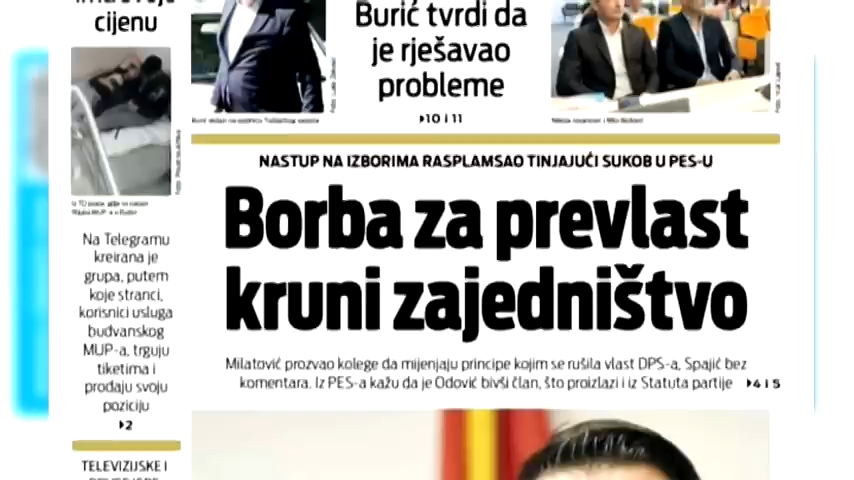 cijenu
Na Telegramu
kreirana je
grupa, putem
koje stranci,
korisnici usluga
budvanskog
MUP-a, trguju
tiketima i
prodaju svoju
poziciju
▸2
TELEVIZIJSKE I
Burić tvrdi da
je rješavao
probleme
▸10 i 11
NASTUP NA IZBORIMA RASPLAMSAO TINJAJUĆI SUKOB U PES-U
Borba za prevlast
kruni zajedništvo
Milatović prozvao kolege da mijenjaju principe kojim se rušila vlast DPS-a, Spajić bez
komentara. Iz PES-a kažu da je Odović bivši član, što proizlazi i iz Statuta partije ▸4 i 5